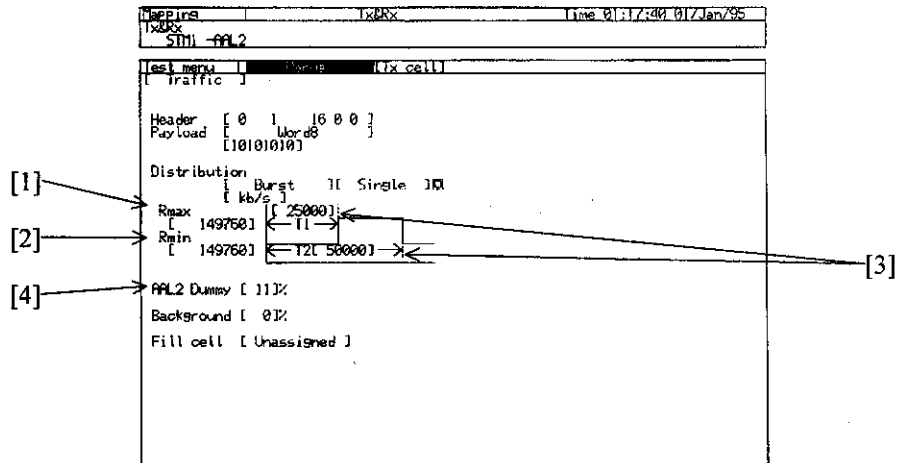 Mapping Tx&Rx Time 01:17:40 01/Jan/95
Tx&Rx
STM1 -AAL2
Test menu [Tx cell]
[ Traffic ]
Header [ 0 1 16 0 0 ]
Payload [ Word8 ]
[10101010]
Distribution
[ Burst ][ Single ]
[ kb/s ]
[1]
Rmax [ 25000]
[ 149760] T1
[2]
Rmin
[ 149760] T2[ 50000]
[3]
[4]
AAL2 Dummy [ 11]%
Background [ 0]%
Fill cell [ Unassigned ]